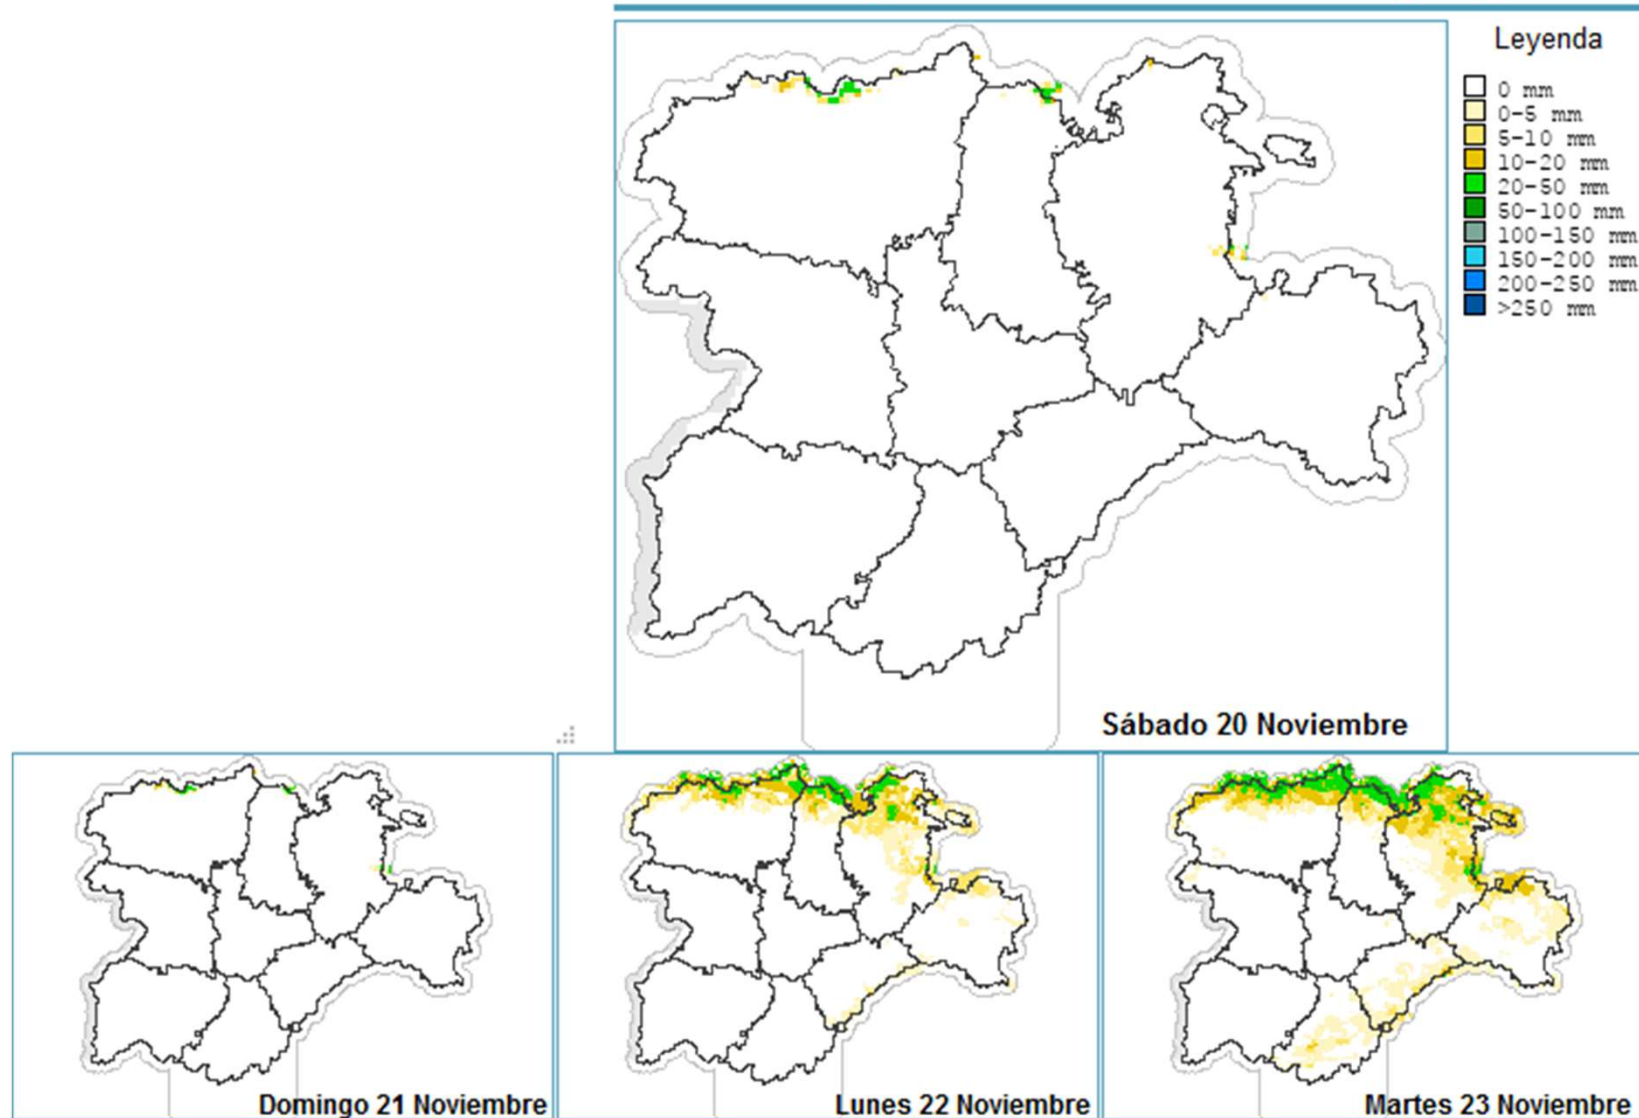 Leyenda
0 mm
0-5 mm
5-10 mm
10-20 mm
20-50 mm
50-100 mm
100-150 mm
150-200 mm
200-250 mm
>250 mm
Sábado 20 Noviembre
Domingo 21 Noviembre
Lunes 22 Noviembre
Martes 23 Noviembre